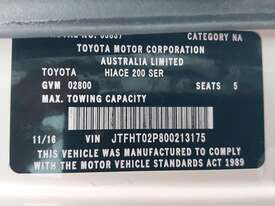 CATEGORY NA
TOYOTA MOTOR CORPORATION
AUSTRALIA LIMITED
TOYOTA HIACE 200 SER
GVM 02800 SEATS 5
MAX. TOWING CAPACITY
11/16 VIN JTFHT02P800213175
THIS VEHICLE WAS MANUFACTURED TO COMPLY
WITH THE MOTOR VEHICLE STANDARDS ACT 1989